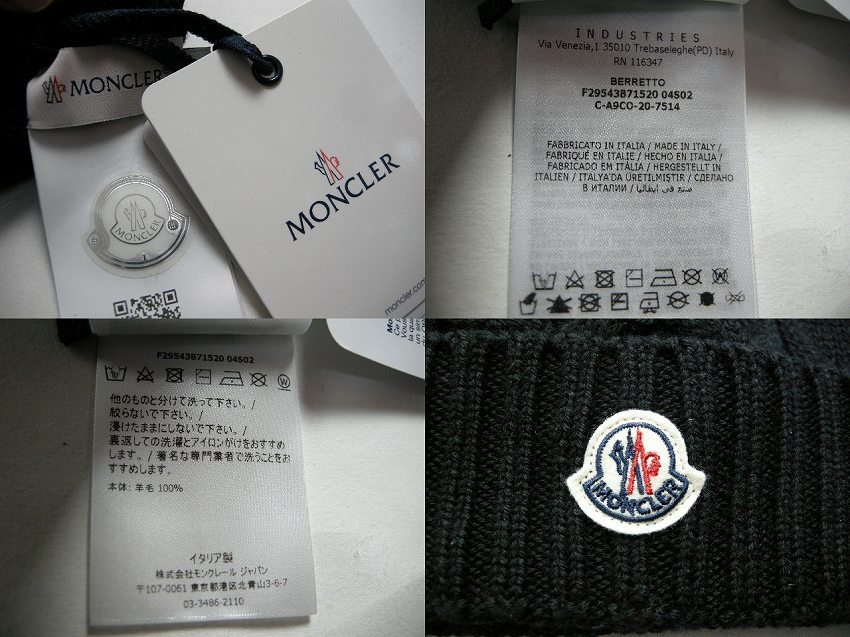 MONCLER
MONCLER
moncler.com
INDUSTRIES
Via Venezia,1 35010 Trebaseleghe(PD) Italy
RN 116347
BERRETTO
F29543B71520 04S02
C-A9CO-20-7514
FABBRICATO IN ITALIA / MADE IN ITALY /
FABRIQUÉ EN ITALIE / HECHO EN ITALIA /
FABRICADO EM ITÁLIA / HERGESTELLT IN
ITALIEN / ITALYA'DA ÜRETİLMİŞTİR / СДЕЛАНО
В ИТАЛИИ / صنع في ايطاليا
F29543B71520 04S02
他のものと分けて洗って下さい。/
絞らないで下さい。/
浸けたままにしないで下さい。/
裏返しての洗濯とアイロンがけをおすすめ
します。/ 著名な専門業者で洗うことをお
すすめします。
本体: 羊毛 100%
イタリア製
株式会社モンクレール ジャパン
〒107-0061 東京都港区北青山3-6-7
03-3486-2110
MONCLER